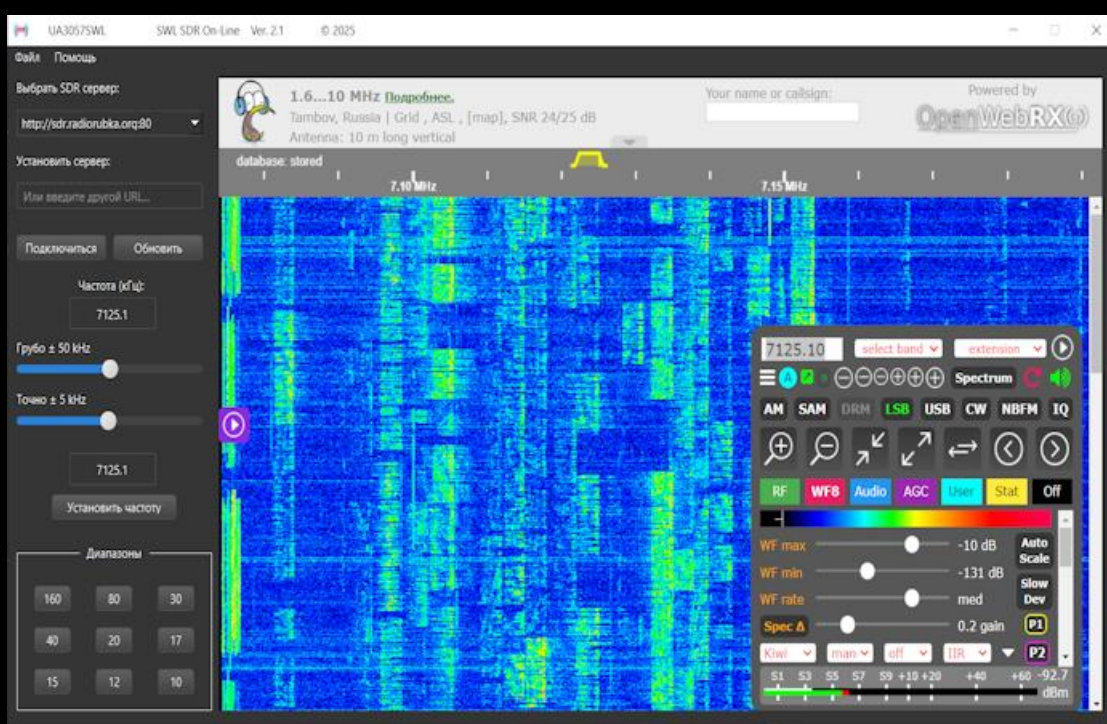 UA3057SWL SWL SDR On-Line Ver. 2.1 © 2025
Файл Помощь
Выбрать SDR сервер:
http://sdr.radiorubka.org:80
Установить сервер:
Или введите другой URL...
Подключиться Обновить
Частота (кГц):
7125.1
Грубо ± 50 kHz
Точно ± 5 kHz
7125.1
Установить частоту
Диапазоны
160 80 30
40 20 17
15 12 10
1.6...10 MHz Подробнее.
Tambov, Russia | Grid , ASL , [map], SNR 24/25 dB
Antenna: 10 m long vertical
Your name or callsign:
Powered by
OpenWebRX
database: stored
7.10 MHz 7.15 MHz
7125.10 select band extension
A Spectrum
AM SAM DRM LSB USB CW NBFM IQ
RF WF8 Audio AGC User Stat Off
WF max -10 dB Auto Scale
WF min -131 dB Slow Dev
WF rate med
Spec Δ 0.2 gain P1
Kiwi man off IIR P2
S1 S3 S5 S7 S9 +10 +20 +40 +60 -92.7 dBm